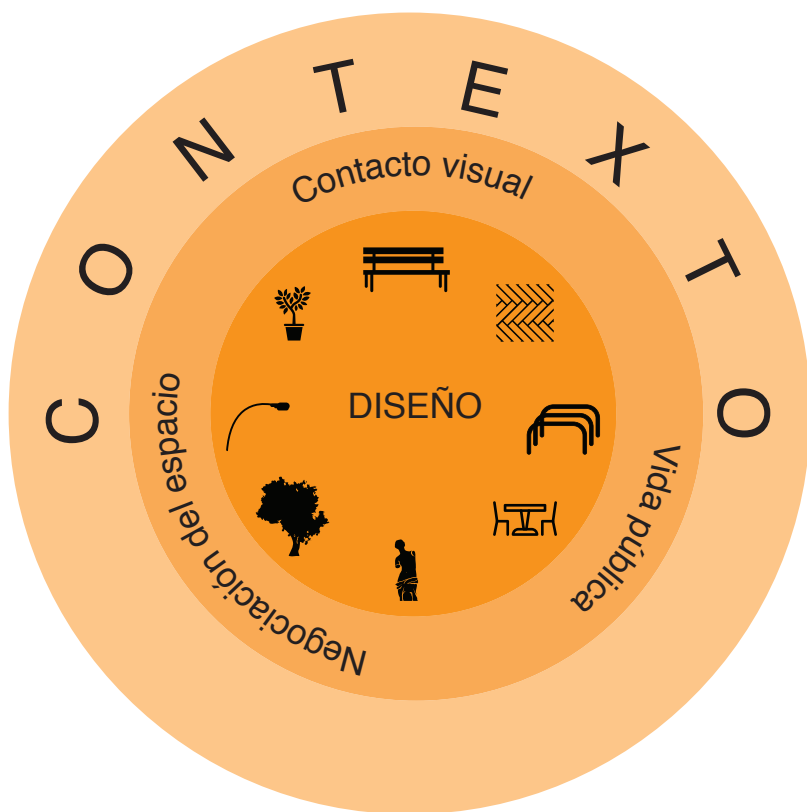 CONTEXTO
Contacto visual
Negociación del espacio
Vida pública
DISEÑO